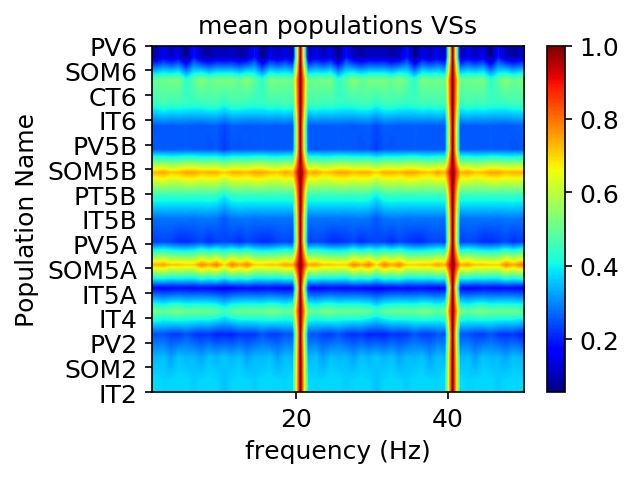 mean populations VSs
PV6
SOM6
CT6
IT6
PV5B
SOM5B
PT5B
IT5B
PV5A
SOM5A
IT5A
IT4
PV2
SOM2
IT2
Population Name
20
40
frequency (Hz)
1.0
0.8
0.6
0.4
0.2